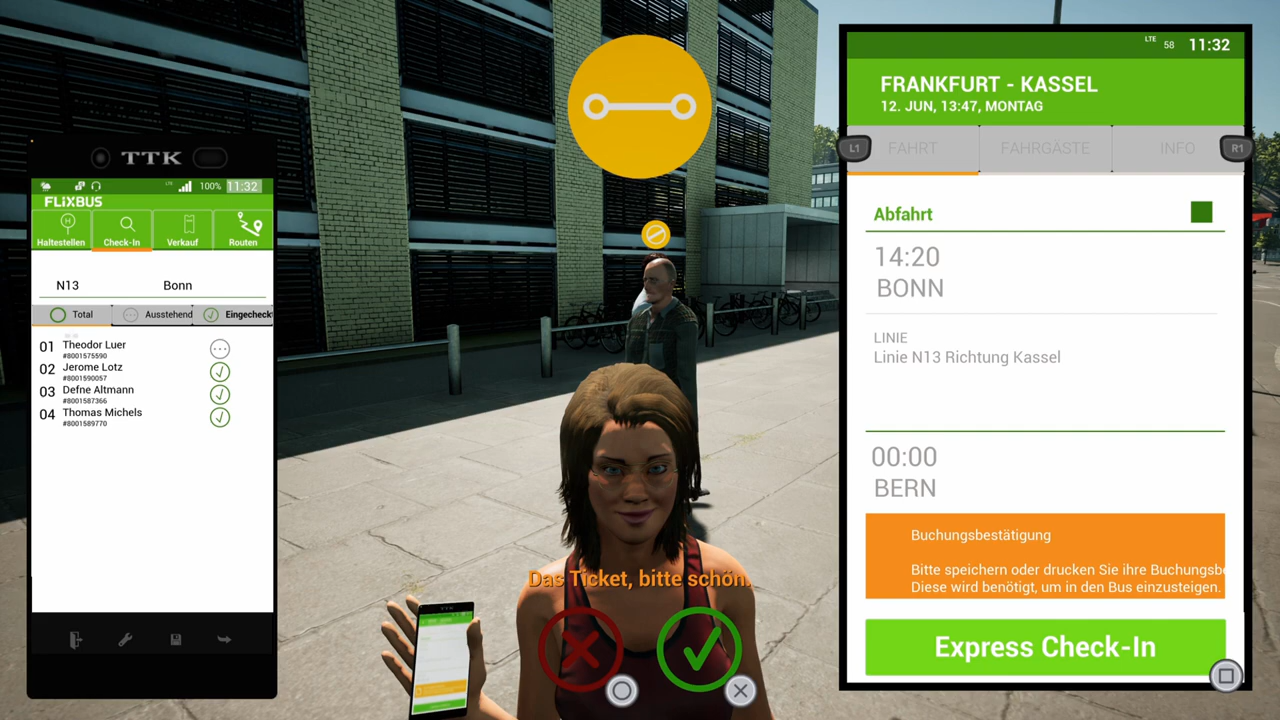 TTK
LTE
100%
11:32
FLiXBUS
H
Haltestellen
Check-In
Verkauf
Routen
N13
Bonn
Total
Ausstehend
Eingecheckt
01
Theodor Luer
#8001575590
02
Jerome Lotz
#8001590057
03
Defne Altmann
#8001587366
04
Thomas Michels
#8001589770
Das Ticket, bitte schön.
TTK
LTE
58
11:32
FRANKFURT - KASSEL
12. JUN, 13:47, MONTAG
L1
FAHRT
FAHRGÄSTE
INFO
R1
Abfahrt
14:20
BONN
LINIE
Linie N13 Richtung Kassel
00:00
BERN
Buchungsbestätigung
Bitte speichern oder drucken Sie ihre Buchungsbe
Diese wird benötigt, um in den Bus einzusteigen.
Express Check-In